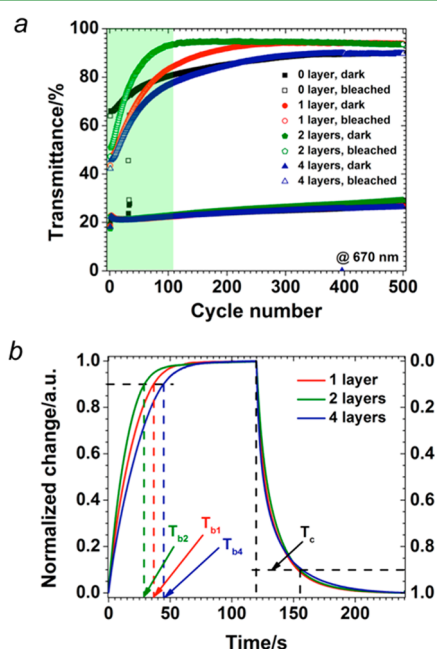 a
100
80
60
40
20
0
Transmittance/%
0 layer, dark
0 layer, bleached
1 layer, dark
1 layer, bleached
2 layers, dark
2 layers, bleached
4 layers, dark
4 layers, bleached
@ 670 nm
0 100 200 300 400 500
Cycle number
b
1.0 0.0
0.8 0.2
0.6 0.4
0.4 0.6
0.2 0.8
0.0 1.0
Normalized change/a.u.
1 layer
2 layers
4 layers
Tb2 Tb1 Tb4
Tc
0 50 100 150 200
Time/s